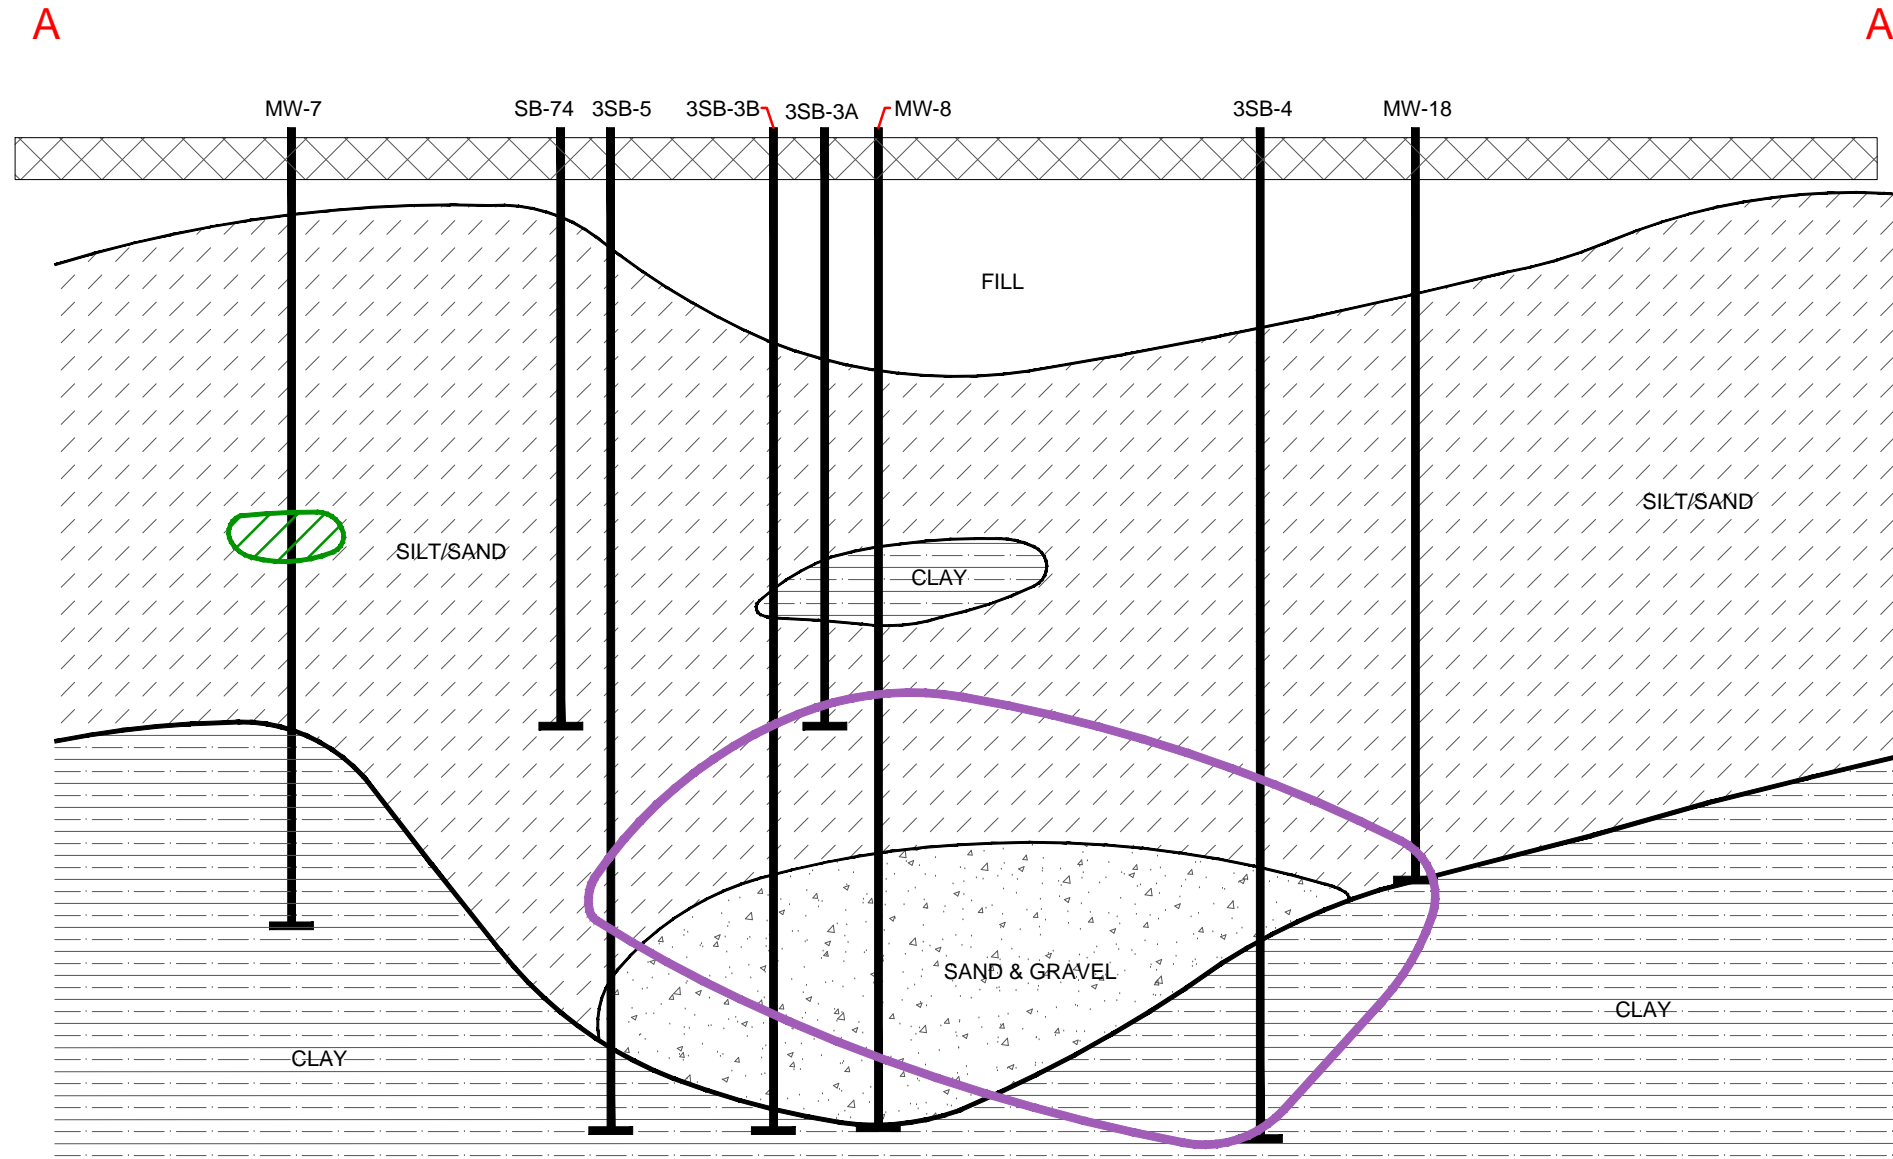 A A
MW-7 SB-74 3SB-5 3SB-3B 3SB-3A MW-8 3SB-4 MW-18
FILL
SILT/SAND
SILT/SAND
CLAY
SAND & GRAVEL
CLAY
CLAY